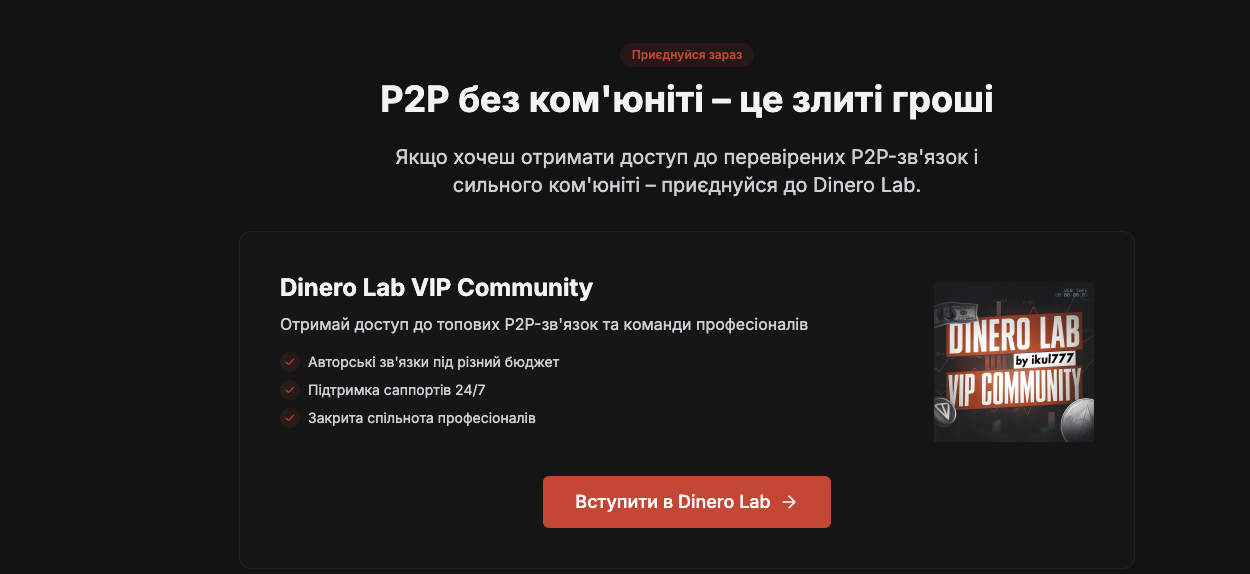 Приєднуйся зараз
P2P без ком'юніті – це злиті гроші
Якщо хочеш отримати доступ до перевірених P2P-зв'язок і
сильного ком'юніті – приєднуйся до Dinero Lab.
Dinero Lab VIP Community
Отримай доступ до топових P2P-зв'язок та команди професіоналів
Авторські зв'язки під різний бюджет
Підтримка саппортів 24/7
Закрита спільнота професіоналів
DINERO LAB
by ikul777
VIP COMMUNITY
Вступити в Dinero Lab →